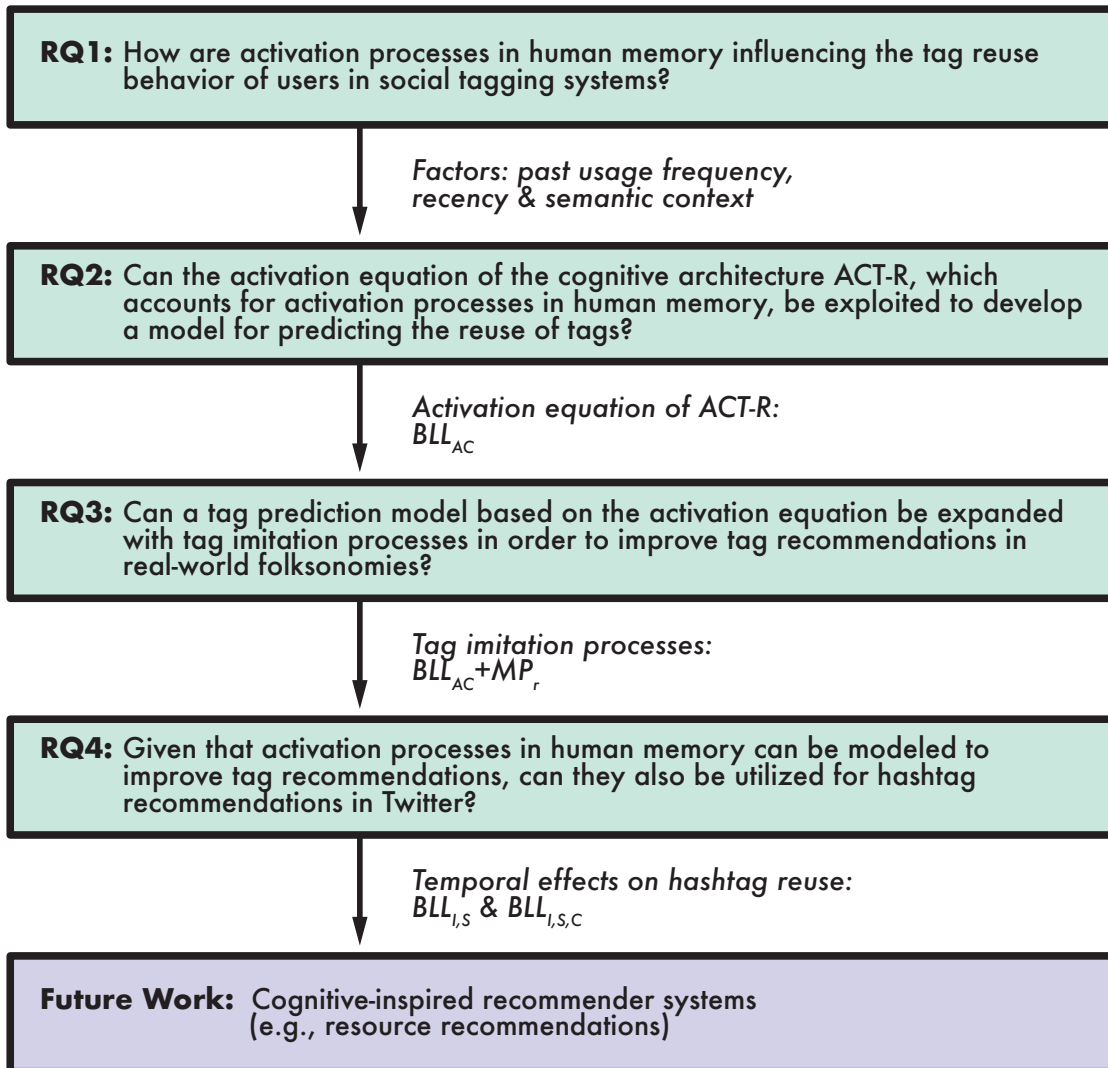 RQ1: How are activation processes in human memory influencing the tag reuse
behavior of users in social tagging systems?
Factors: past usage frequency,
recency & semantic context
RQ2: Can the activation equation of the cognitive architecture ACT-R, which
accounts for activation processes in human memory, be exploited to develop
a model for predicting the reuse of tags?
Activation equation of ACT-R:
BLL_AC
RQ3: Can a tag prediction model based on the activation equation be expanded
with tag imitation processes in order to improve tag recommendations in
real-world folksonomies?
Tag imitation processes:
BLL_AC+MP_r
RQ4: Given that activation processes in human memory can be modeled to
improve tag recommendations, can they also be utilized for hashtag
recommendations in Twitter?
Temporal effects on hashtag reuse:
BLL_I,S & BLL_I,S,C
Future Work: Cognitive-inspired recommender systems
(e.g., resource recommendations)